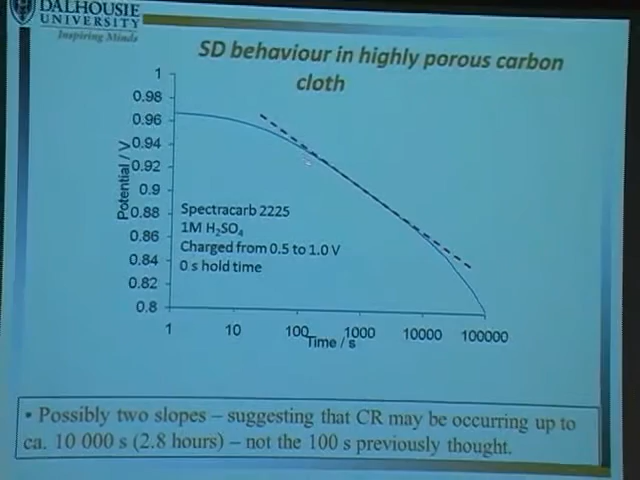 DALHOUSIE
UNIVERSITY
Inspiring Minds
SD behaviour in highly porous carbon
cloth
1
0.98
0.96
0.94
0.92
0.9
0.88
0.86
0.84
0.82
0.8
Potential / V
Spectracarb 2225
1M H₂SO₄
Charged from 0.5 to 1.0 V
0 s hold time
1 10 100 1000 10000 100000
Time / s
• Possibly two slopes – suggesting that CR may be occurring up to
ca. 10 000 s (2.8 hours) – not the 100 s previously thought.